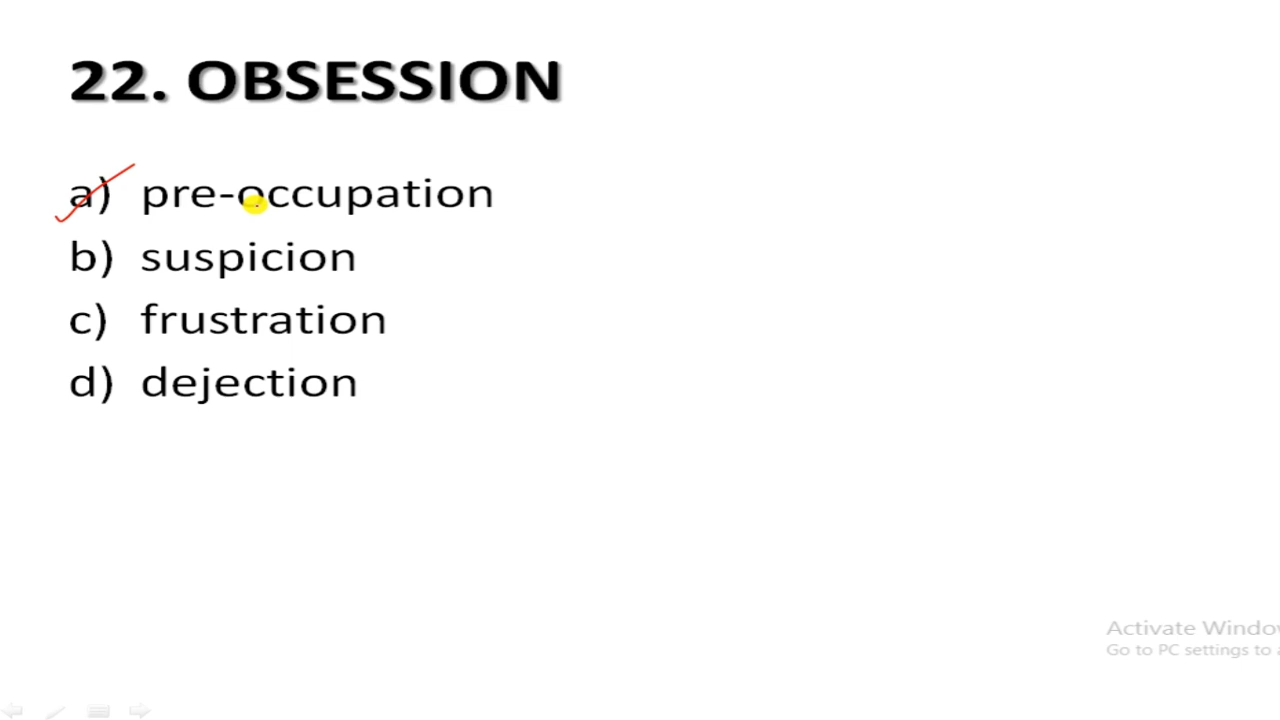 22. OBSESSION
a) pre-occupation
b) suspicion
c) frustration
d) dejection
Activate Windo
Go to PC settings to a